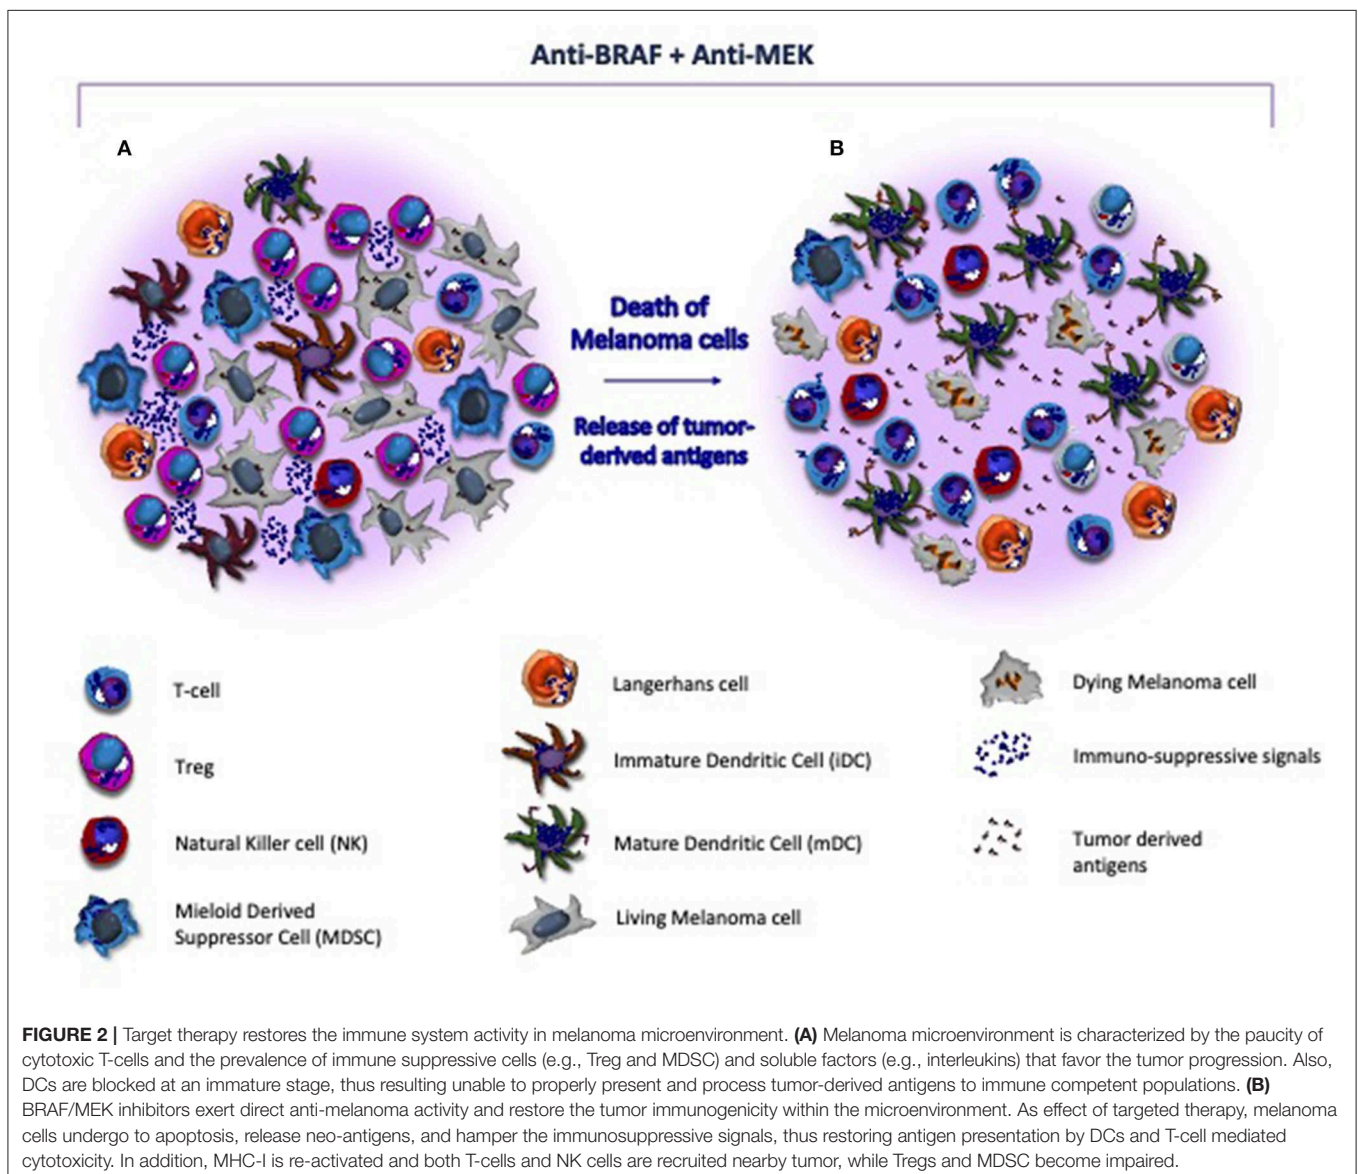 Anti-BRAF + Anti-MEK
A
B
Death of
Melanoma cells
Release of tumor-
derived antigens
T-cell
Treg
Natural Killer cell (NK)
Mieloid Derived
Suppressor Cell (MDSC)
Langerhans cell
Immature Dendritic Cell (iDC)
Mature Dendritic Cell (mDC)
Living Melanoma cell
Dying Melanoma cell
Immuno-suppressive signals
Tumor derived
antigens
FIGURE 2 | Target therapy restores the immune system activity in melanoma microenvironment. (A) Melanoma microenvironment is characterized by the paucity of
cytotoxic T-cells and the prevalence of immune suppressive cells (e.g., Treg and MDSC) and soluble factors (e.g., interleukins) that favor the tumor progression. Also,
DCs are blocked at an immature stage, thus resulting unable to properly present and process tumor-derived antigens to immune competent populations. (B)
BRAF/MEK inhibitors exert direct anti-melanoma activity and restore the tumor immunogenicity within the microenvironment. As effect of targeted therapy, melanoma
cells undergo to apoptosis, release neo-antigens, and hamper the immunosuppressive signals, thus restoring antigen presentation by DCs and T-cell mediated
cytotoxicity. In addition, MHC-I is re-activated and both T-cells and NK cells are recruited nearby tumor, while Tregs and MDSC become impaired.